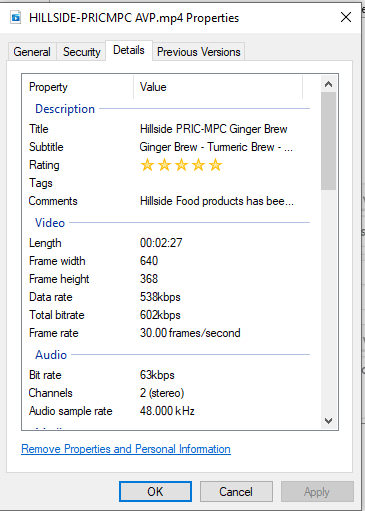 HILLSIDE-PRICMPC AVP.mp4 Properties
General Security Details Previous Versions
Property Value
Description
Title Hillside PRIC-MPC Ginger Brew
Subtitle Ginger Brew - Turmeric Brew - ...
Rating
Tags
Comments Hillside Food products has bee...
Video
Length 00:02:27
Frame width 640
Frame height 368
Data rate 538kbps
Total bitrate 602kbps
Frame rate 30.00 frames/second
Audio
Bit rate 63kbps
Channels 2 (stereo)
Audio sample rate 48.000 kHz
Remove Properties and Personal Information
OK Cancel Apply